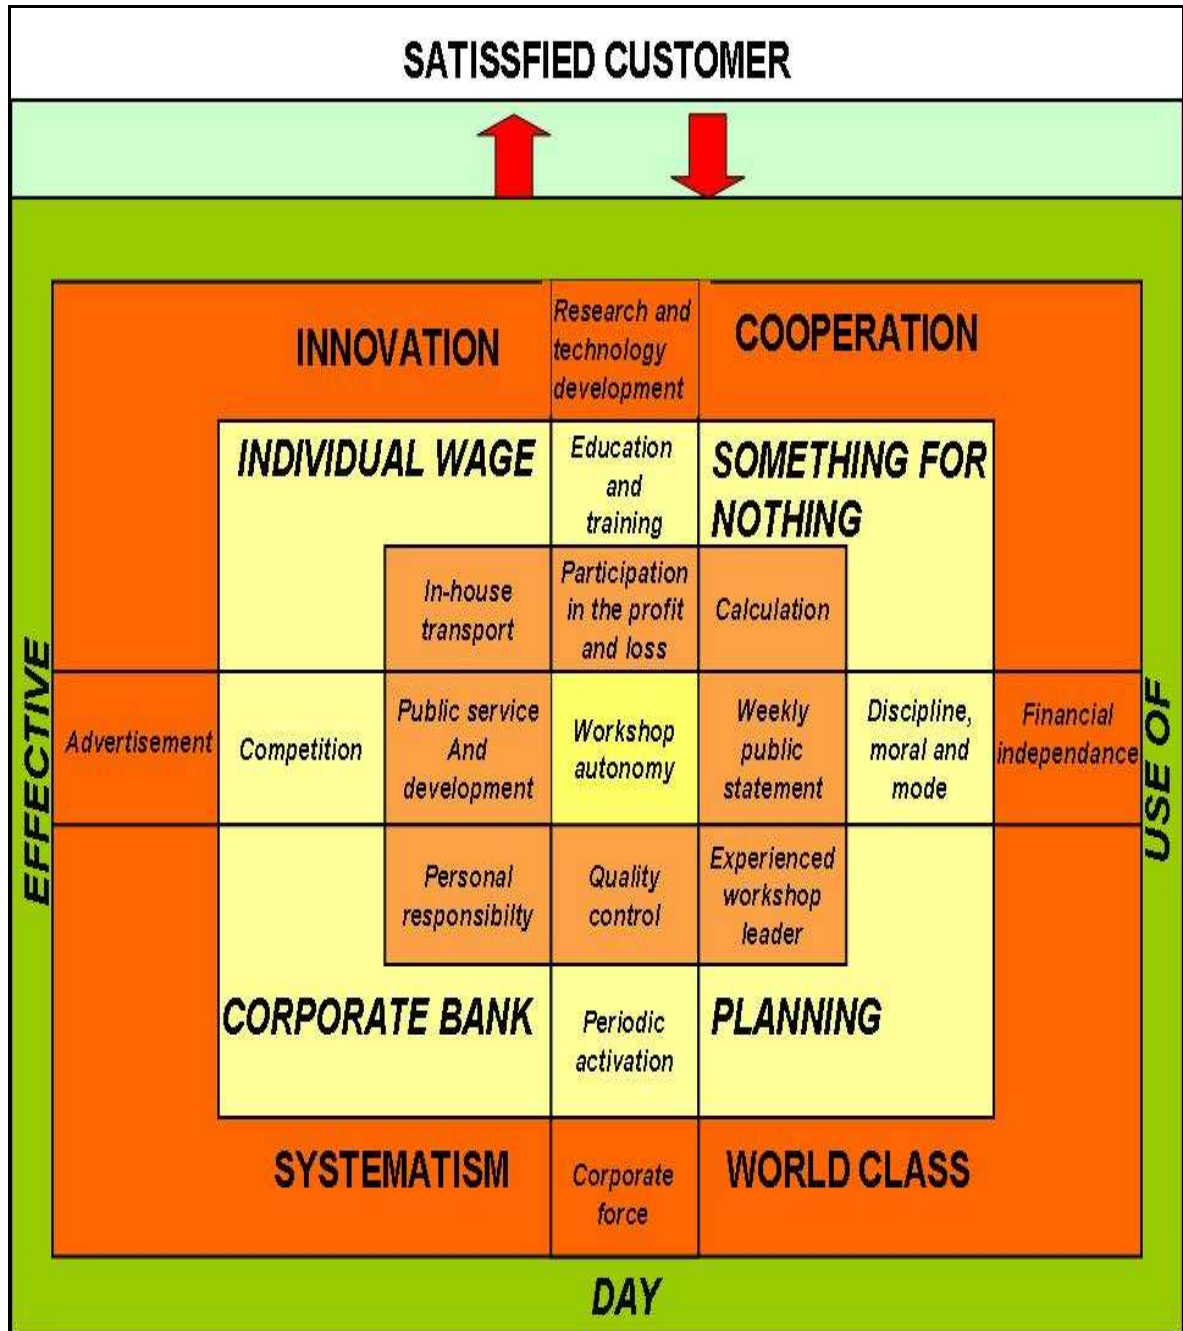 SATISSFIED CUSTOMER
INNOVATION
Research and
technology
development
COOPERATION
INDIVIDUAL WAGE
Education
and
training
SOMETHING FOR
NOTHING
In-house
transport
Participation
in the profit
and loss
Calculation
EFFECTIVE
Advertisement
Competition
Public service
And
development
Workshop
autonomy
Weekly
public
statement
Discipline,
moral and
mode
Financial
independance
USE OF
Personal
responsibilty
Quality
control
Experienced
workshop
leader
CORPORATE BANK
Periodic
activation
PLANNING
SYSTEMATISM
Corporate
force
WORLD CLASS
DAY